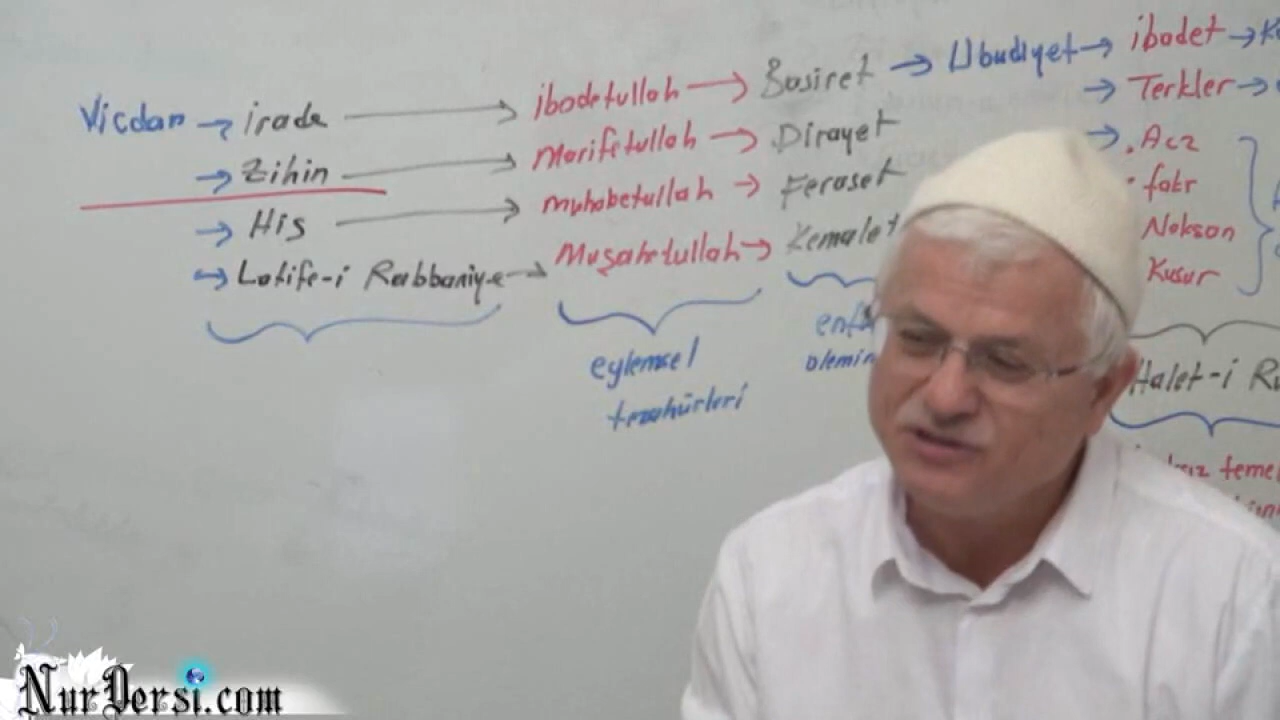 Vicdan → irade → ibadetullah → Basiret → Ubudiyet → ibadet →
→ Zihin → Marifetullah → Dirayet → Terkler →
→ His → muhabetullah → Feraset → Acz
→ Latife-i Rabbaniye → Muşahetullah → Kemalet fakr
Noksan
Kusur
eylemsel
tezahürleri
Halet-i
NurDersi.com